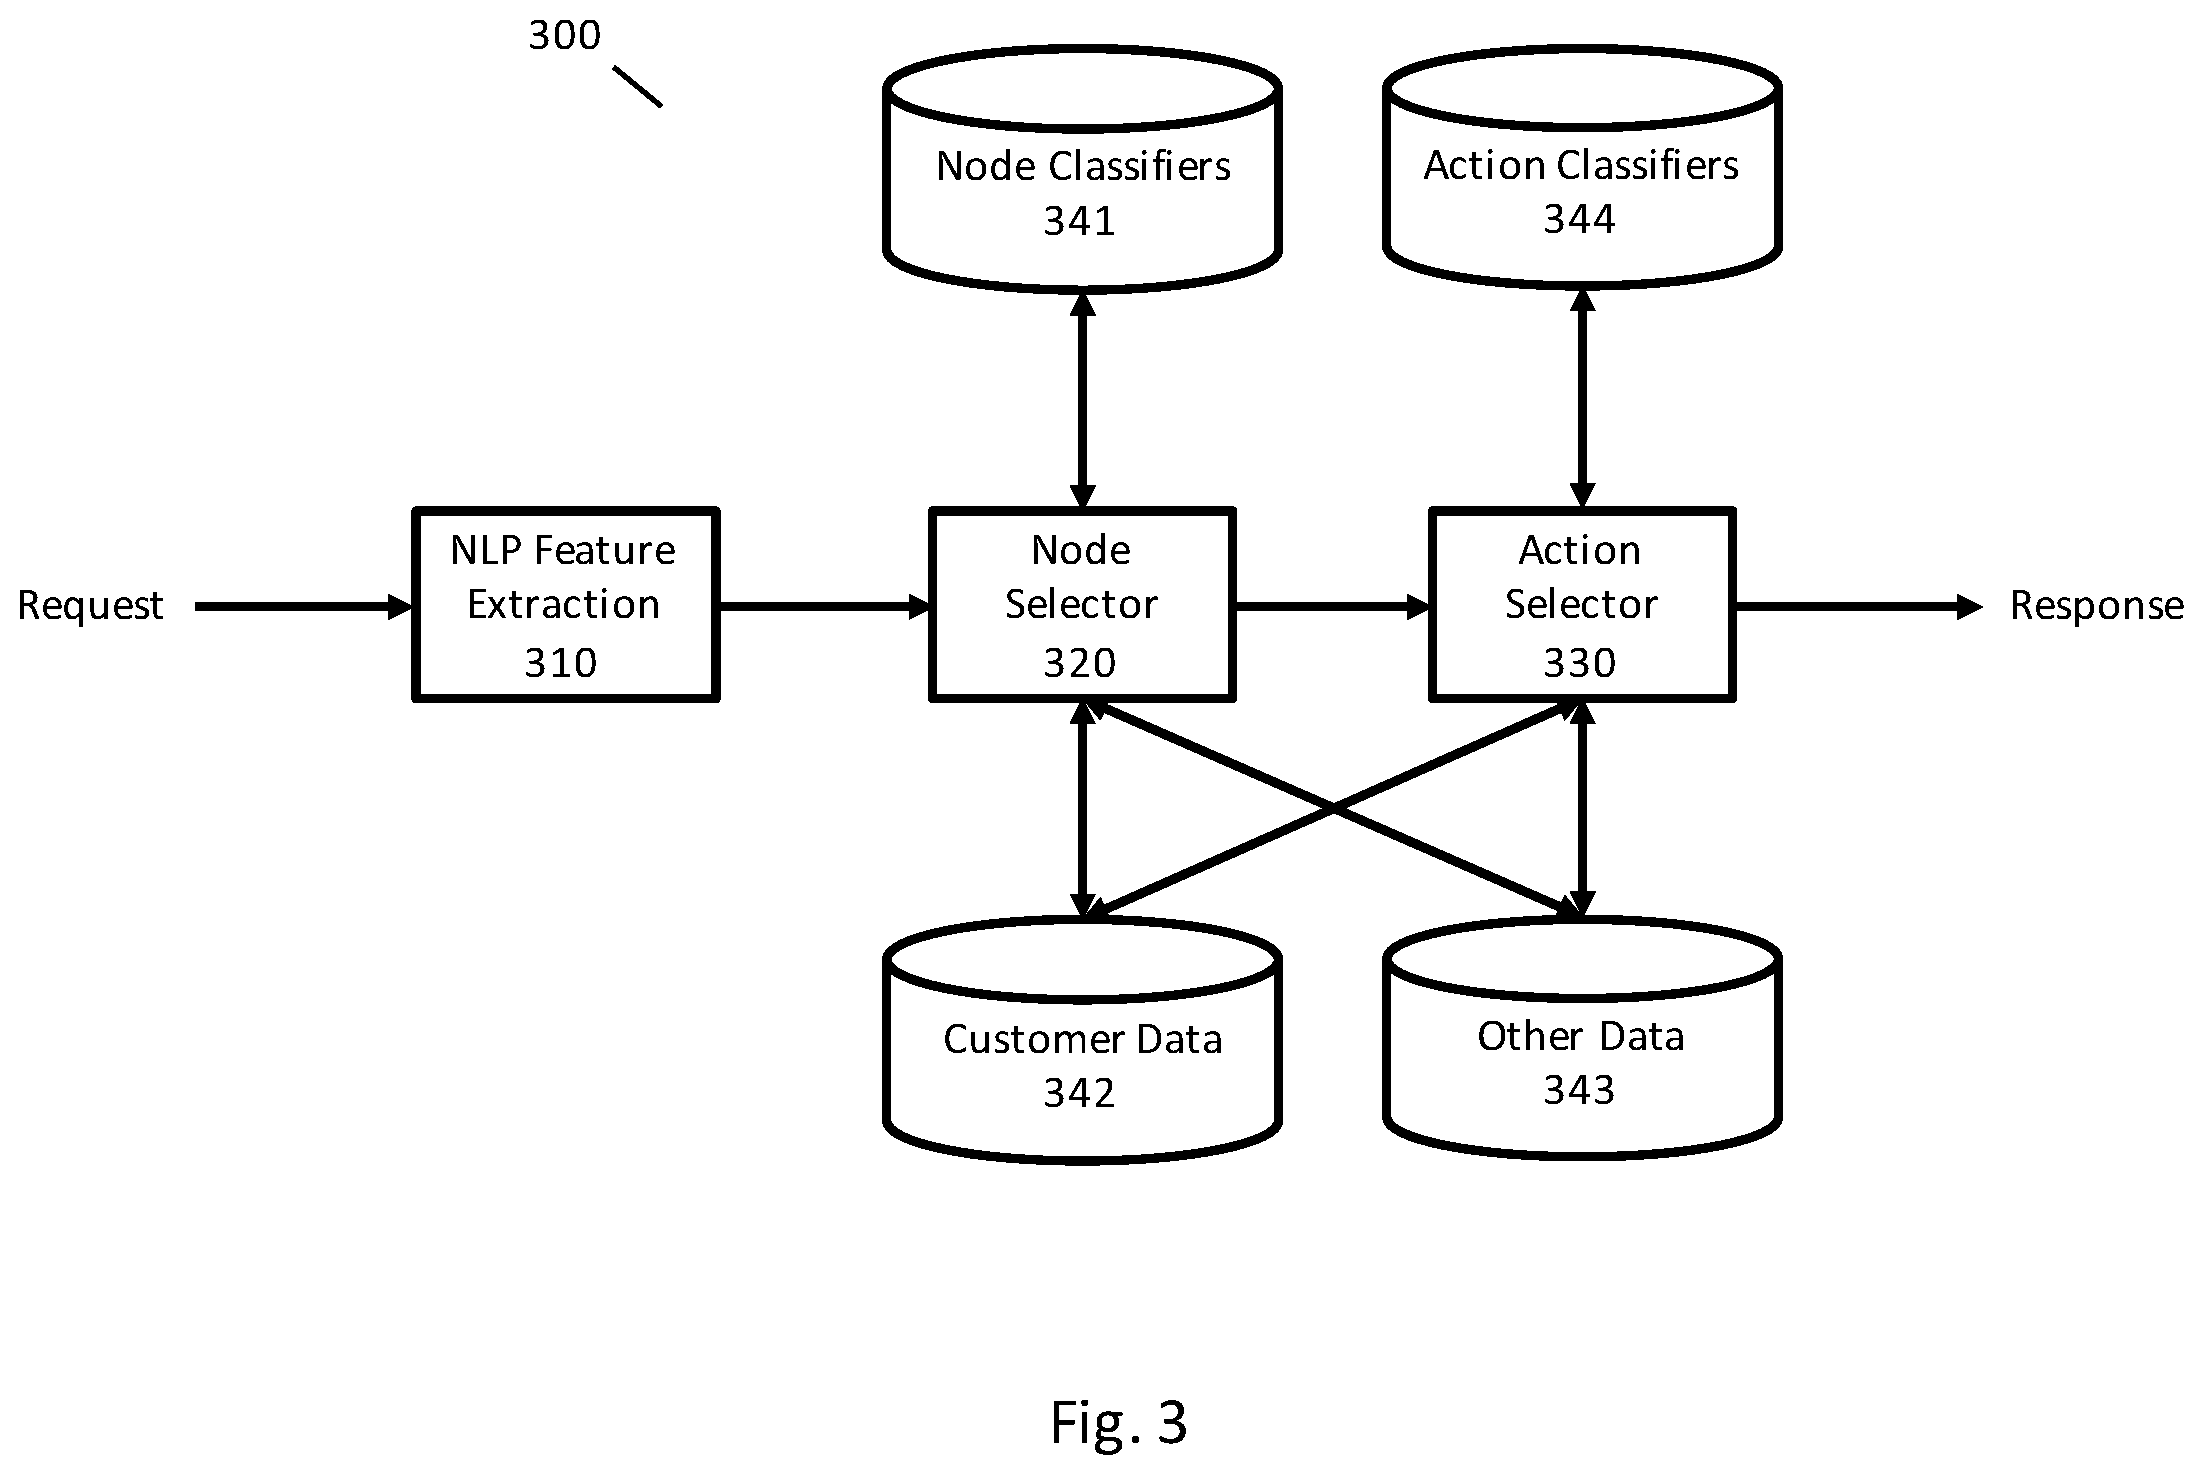 300
Node Classifiers
341
Action Classifiers
344
Request
NLP Feature
Extraction
310
Node
Selector
320
Action
Selector
330
Response
Customer Data
342
Other Data
343
Fig. 3